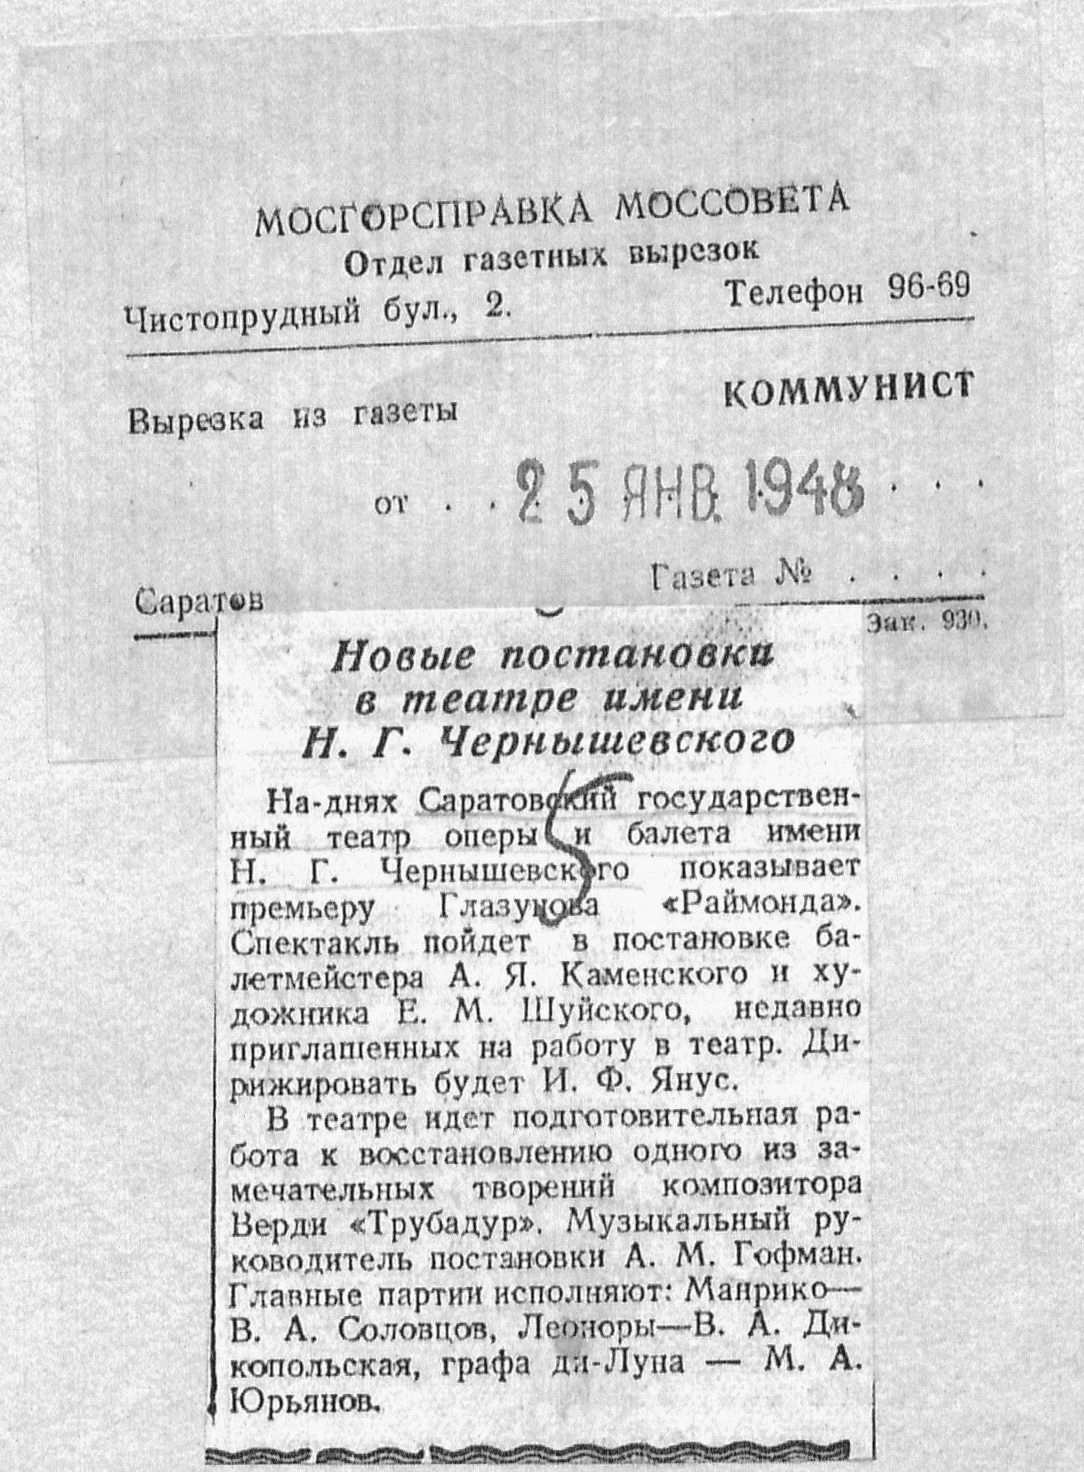 МОСГОРСПРАВКА МОССОВЕТА
Отдел газетных вырезок
Чистопрудный бул., 2. Телефон 96-69
Вырезка из газеты КОММУНИСТ
от . . 25 ЯНВ. 1948 . . .
Саратов Газета № . . . .
Зак. 930.
Новые постановки
в театре имени
Н. Г. Чернышевского
На-днях Саратовский государствен-
ный театр оперы и балета имени
Н. Г. Чернышевского показывает
премьеру Глазунова «Раймонда».
Спектакль пойдет в постановке ба-
летмейстера А. Я. Каменского и ху-
дожника Е. М. Шуйского, недавно
приглашенных на работу в театр. Ди-
рижировать будет И. Ф. Янус.
В театре идет подготовительная ра-
бота к восстановлению одного из за-
мечательных творений композитора
Верди «Трубадур». Музыкальный ру-
ководитель постановки А. М. Гофман.
Главные партии исполняют: Манрико—
В. А. Соловцов, Леоноры—В. А. Ди-
копольская, графа ди-Луна — М. А.
Юрьянов.